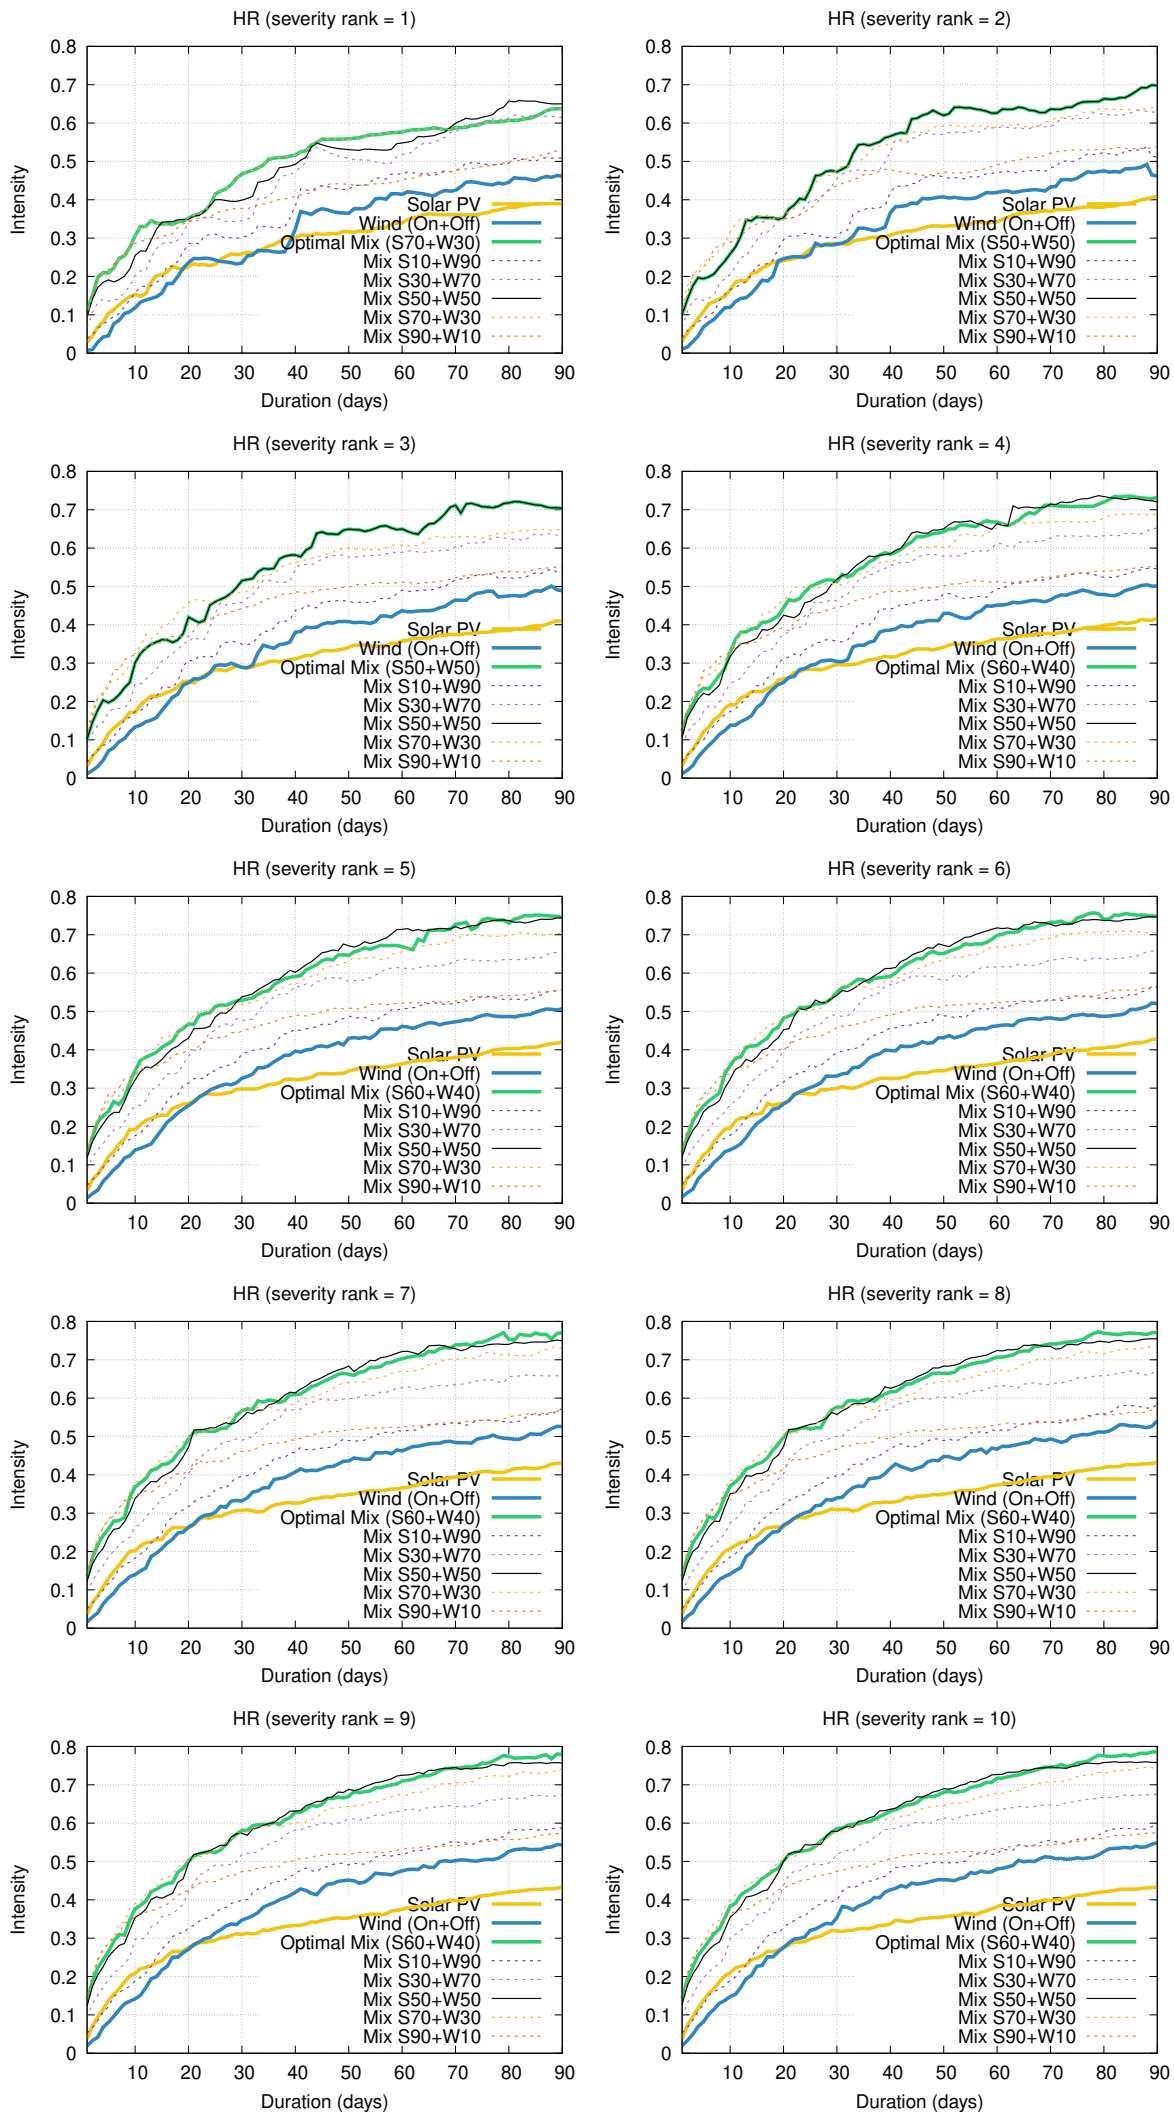 HR (severity rank = 1)
0.8
0.7
0.6
0.5
0.4
0.3
0.2
0.1
0
Intensity
Solar PV
Wind (On+Off)
Optimal Mix (S70+W30)
Mix S10+W90
Mix S30+W70
Mix S50+W50
Mix S70+W30
Mix S90+W10
10 20 30 40 50 60 70 80 90
Duration (days)
HR (severity rank = 2)
0.8
0.7
0.6
0.5
0.4
0.3
0.2
0.1
0
Intensity
Solar PV
Wind (On+Off)
Optimal Mix (S50+W50)
Mix S10+W90
Mix S30+W70
Mix S50+W50
Mix S70+W30
Mix S90+W10
10 20 30 40 50 60 70 80 90
Duration (days)
HR (severity rank = 3)
0.8
0.7
0.6
0.5
0.4
0.3
0.2
0.1
0
Intensity
Solar PV
Wind (On+Off)
Optimal Mix (S50+W50)
Mix S10+W90
Mix S30+W70
Mix S50+W50
Mix S70+W30
Mix S90+W10
10 20 30 40 50 60 70 80 90
Duration (days)
HR (severity rank = 4)
0.8
0.7
0.6
0.5
0.4
0.3
0.2
0.1
0
Intensity
Solar PV
Wind (On+Off)
Optimal Mix (S60+W40)
Mix S10+W90
Mix S30+W70
Mix S50+W50
Mix S70+W30
Mix S90+W10
10 20 30 40 50 60 70 80 90
Duration (days)
HR (severity rank = 5)
0.8
0.7
0.6
0.5
0.4
0.3
0.2
0.1
0
Intensity
Solar PV
Wind (On+Off)
Optimal Mix (S60+W40)
Mix S10+W90
Mix S30+W70
Mix S50+W50
Mix S70+W30
Mix S90+W10
10 20 30 40 50 60 70 80 90
Duration (days)
HR (severity rank = 6)
0.8
0.7
0.6
0.5
0.4
0.3
0.2
0.1
0
Intensity
Solar PV
Wind (On+Off)
Optimal Mix (S60+W40)
Mix S10+W90
Mix S30+W70
Mix S50+W50
Mix S70+W30
Mix S90+W10
10 20 30 40 50 60 70 80 90
Duration (days)
HR (severity rank = 7)
0.8
0.7
0.6
0.5
0.4
0.3
0.2
0.1
0
Intensity
Solar PV
Wind (On+Off)
Optimal Mix (S60+W40)
Mix S10+W90
Mix S30+W70
Mix S50+W50
Mix S70+W30
Mix S90+W10
10 20 30 40 50 60 70 80 90
Duration (days)
HR (severity rank = 8)
0.8
0.7
0.6
0.5
0.4
0.3
0.2
0.1
0
Intensity
Solar PV
Wind (On+Off)
Optimal Mix (S60+W40)
Mix S10+W90
Mix S30+W70
Mix S50+W50
Mix S70+W30
Mix S90+W10
10 20 30 40 50 60 70 80 90
Duration (days)
HR (severity rank = 9)
0.8
0.7
0.6
0.5
0.4
0.3
0.2
0.1
0
Intensity
Solar PV
Wind (On+Off)
Optimal Mix (S60+W40)
Mix S10+W90
Mix S30+W70
Mix S50+W50
Mix S70+W30
Mix S90+W10
10 20 30 40 50 60 70 80 90
Duration (days)
HR (severity rank = 10)
0.8
0.7
0.6
0.5
0.4
0.3
0.2
0.1
0
Intensity
Solar PV
Wind (On+Off)
Optimal Mix (S60+W40)
Mix S10+W90
Mix S30+W70
Mix S50+W50
Mix S70+W30
Mix S90+W10
10 20 30 40 50 60 70 80 90
Duration (days)